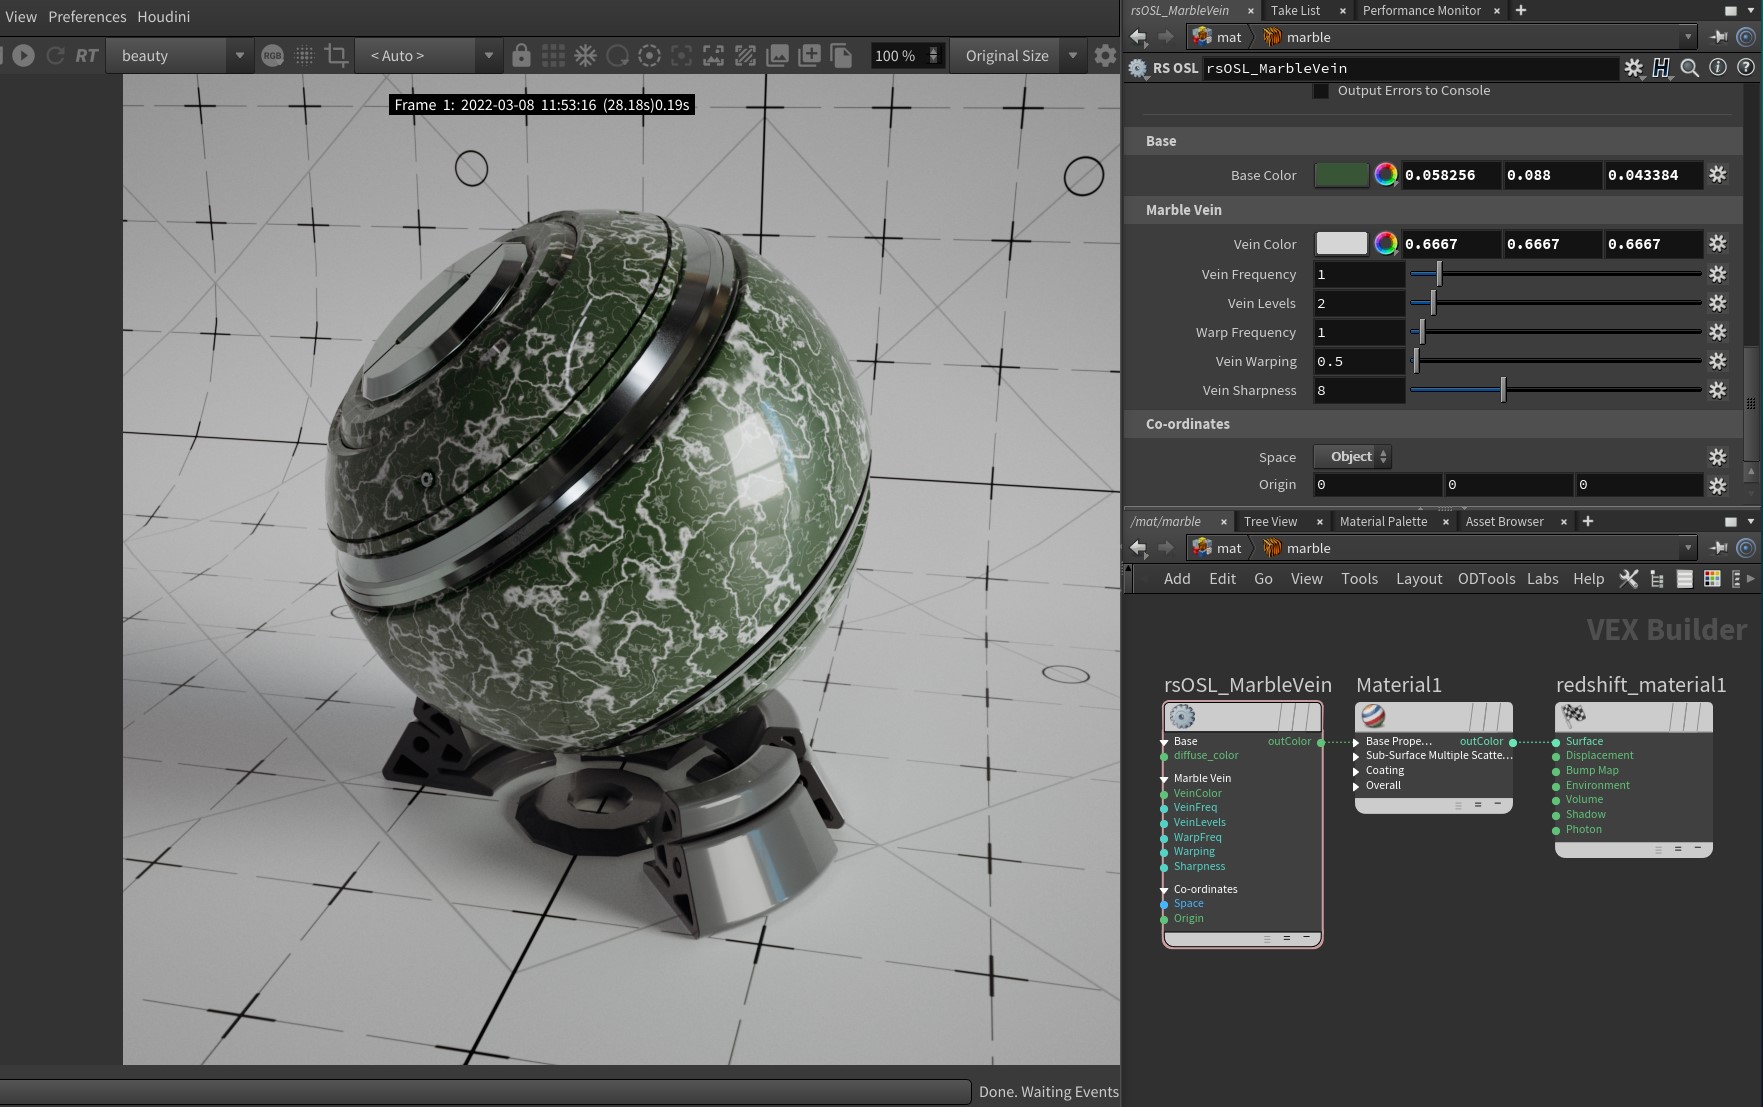 View Preferences Houdini
RT beauty RGB < Auto > 100 % Original Size
Frame 1: 2022-03-08 11:53:16 (28.18s)0.19s
Done. Waiting Events
rsOSL_MarbleVein × Take List × Performance Monitor × +
mat marble
RS OSL rsOSL_MarbleVein
Output Errors to Console
Base
Base Color 0.058256 0.088 0.043384
Marble Vein
Vein Color 0.6667 0.6667 0.6667
Vein Frequency 1
Vein Levels 2
Warp Frequency 1
Vein Warping 0.5
Vein Sharpness 8
Co-ordinates
Space Object
Origin 0 0 0
/mat/marble × Tree View × Material Palette × Asset Browser × +
mat marble
Add Edit Go View Tools Layout ODTools Labs Help
VEX Builder
rsOSL_MarbleVein
Base outColor
diffuse_color
Marble Vein
VeinColor
VeinFreq
VeinLevels
WarpFreq
Warping
Sharpness
Co-ordinates
Space
Origin
Material1
Base Prope... outColor
Sub-Surface Multiple Scatte...
Coating
Overall
redshift_material1
Surface
Displacement
Bump Map
Environment
Volume
Shadow
Photon